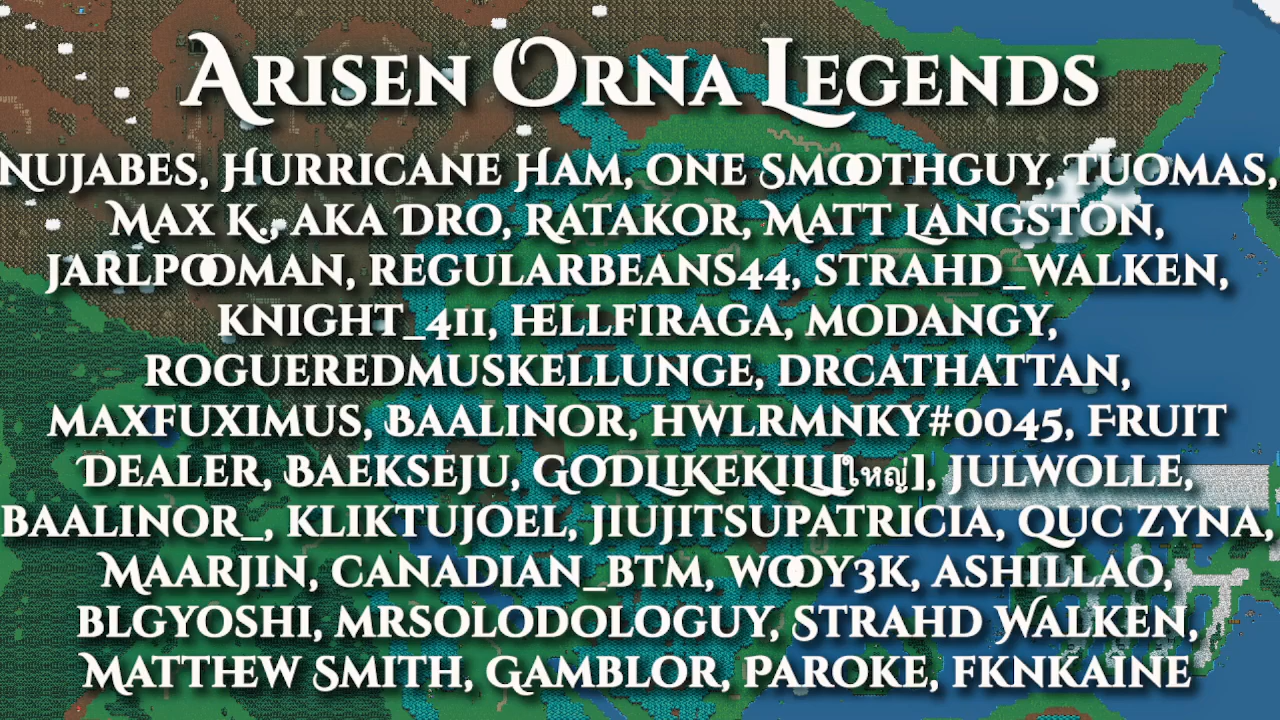 Arisen Orna Legends
nujabes, Hurricane Ham, one Smoothguy, Tuomas,
Max K., aka Dro, Ratakor, Matt Langston,
jarlpooman, regularbeans44, strahd_walken,
knight_411, Hellfiraga, modangy,
rogueredmuskellunge, drcathattan,
maxfuximus, Baalinor, hwlrmnky#0045, Fruit
Dealer, Baekseju, GODLIKEKILLL[ใหญ่], julwolle,
baalinor_, kliktujoel, jiujitsupatricia, Quc zyna,
Maarjin, canadian_btm, wooy3k, ashillao,
blgyoshi, mrsolodologuy, Strahd Walken,
Matthew Smith, Gamblor, Paroke, fknkaine